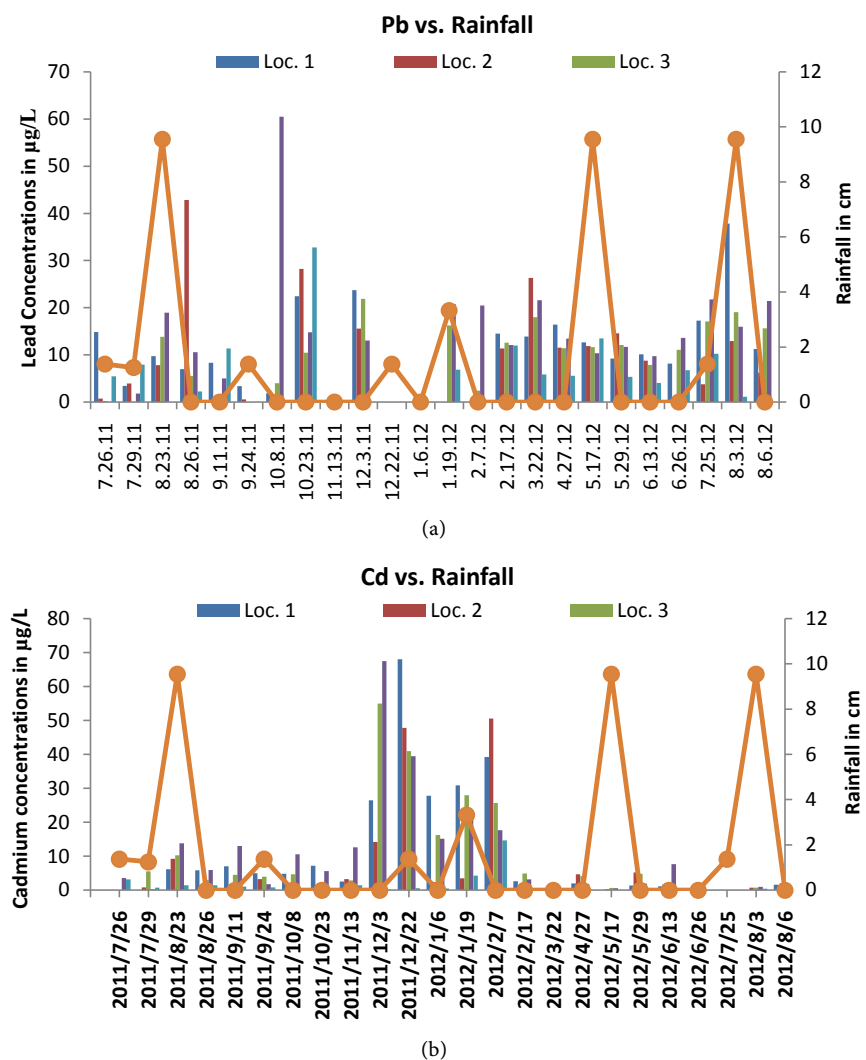 Pb vs. Rainfall
Loc. 1 Loc. 2 Loc. 3
Lead Concentrations in µg/L
70
60
50
40
30
20
10
0
12
10
8
6
4
2
0
Rainfall in cm
7.26.11 7.29.11 8.23.11 8.26.11 9.11.11 9.24.11 10.8.11 10.23.11 11.13.11 12.3.11 12.22.11 1.6.12 1.19.12 2.7.12 2.17.12 3.22.12 4.27.12 5.17.12 5.29.12 6.13.12 6.26.12 7.25.12 8.3.12 8.6.12
(a)
Cd vs. Rainfall
Loc. 1 Loc. 2 Loc. 3
Cadmium concentrations in µg/L
80
70
60
50
40
30
20
10
0
12
10
8
6
4
2
0
Rainfall in cm
2011/7/26 2011/7/29 2011/8/23 2011/8/26 2011/9/11 2011/9/24 2011/10/8 2011/10/23 2011/11/13 2011/12/3 2011/12/22 2012/1/6 2012/1/19 2012/2/7 2012/2/17 2012/3/22 2012/4/27 2012/5/17 2012/5/29 2012/6/13 2012/6/26 2012/7/25 2012/8/3 2012/8/6
(b)